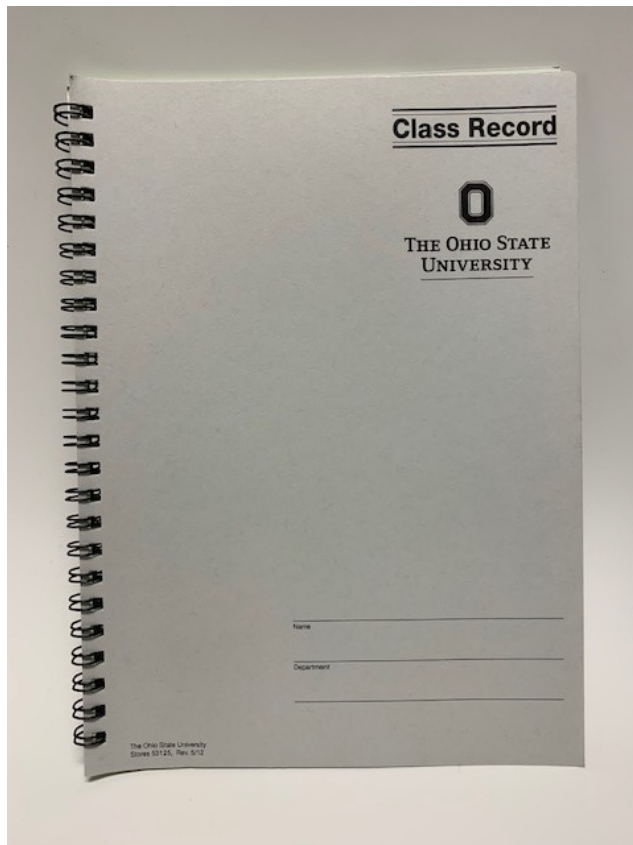 Class Record
O
THE OHIO STATE
UNIVERSITY
Name
Department
The Ohio State University
Stores 53125, Rev. 5/12